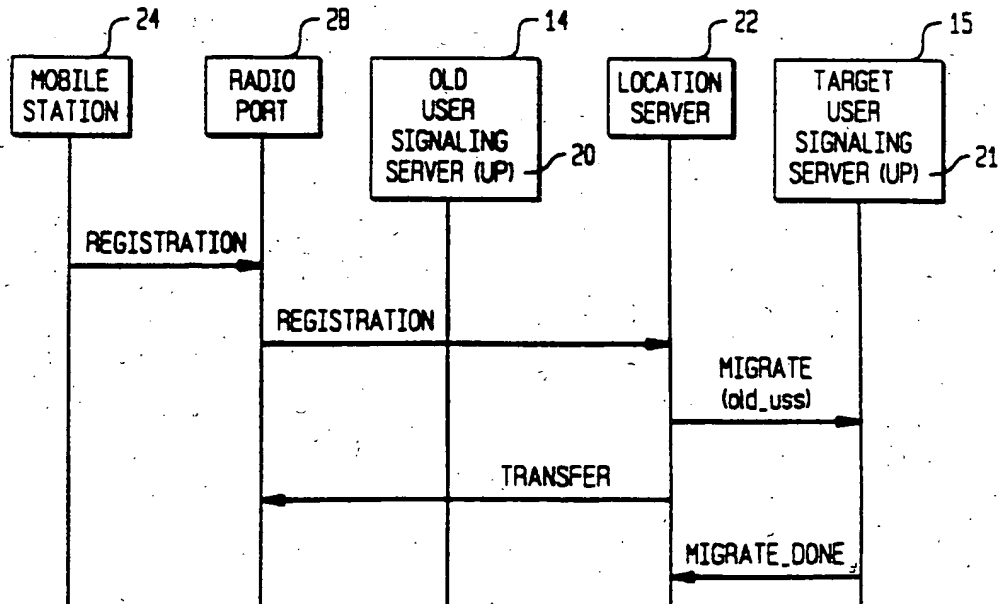 24
28
14
22
15
MOBILE
STATION
RADIO
PORT
OLD
USER
SIGNALING
SERVER (UP)
20
LOCATION
SERVER
TARGET
USER
SIGNALING
SERVER (UP)
21
REGISTRATION
REGISTRATION
MIGRATE
(old_uss)
TRANSFER
MIGRATE_DONE